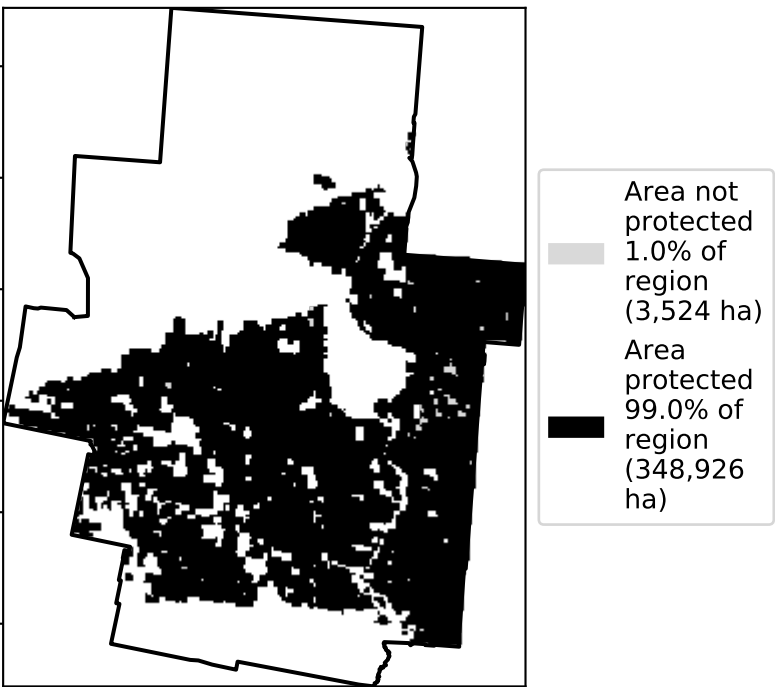 Area not
protected
1.0% of
region
(3,524 ha)
Area
protected
99.0% of
region
(348,926
ha)